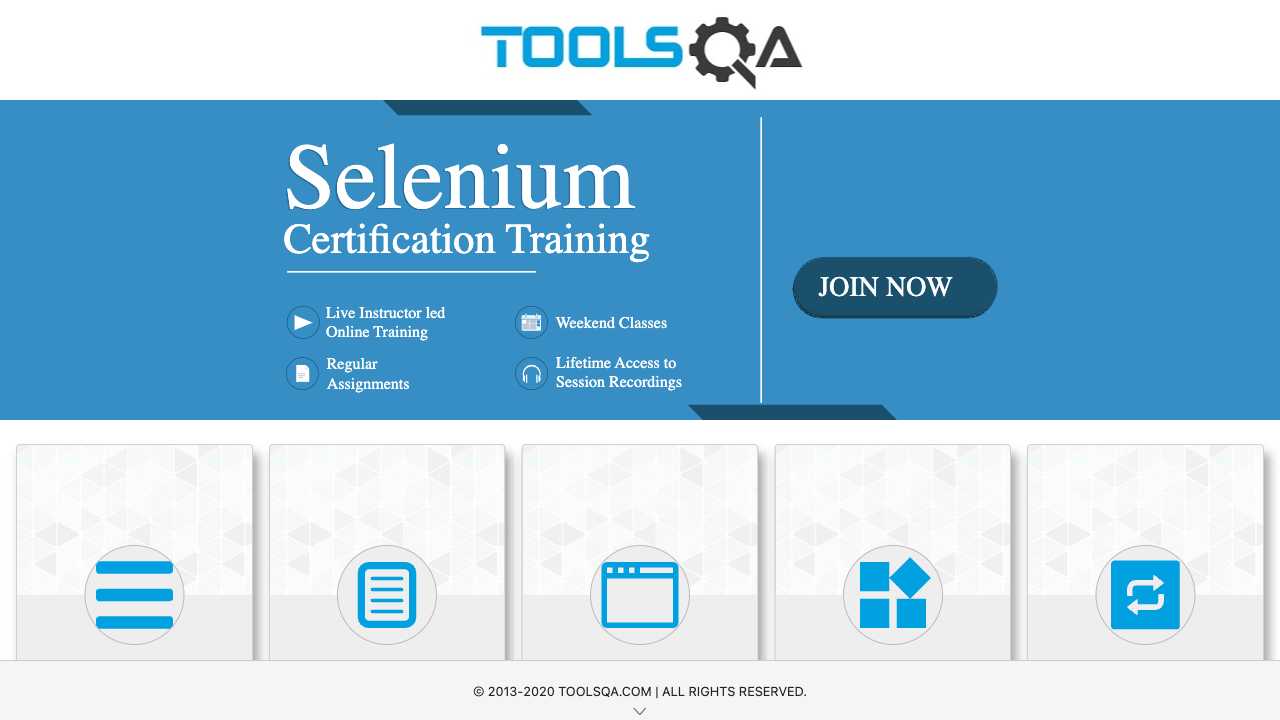 TOOLSQA
Selenium
Certification Training
Live Instructor led
Online Training
Weekend Classes
Regular
Assignments
Lifetime Access to
Session Recordings
JOIN NOW
© 2013-2020 TOOLSQA.COM | ALL RIGHTS RESERVED.